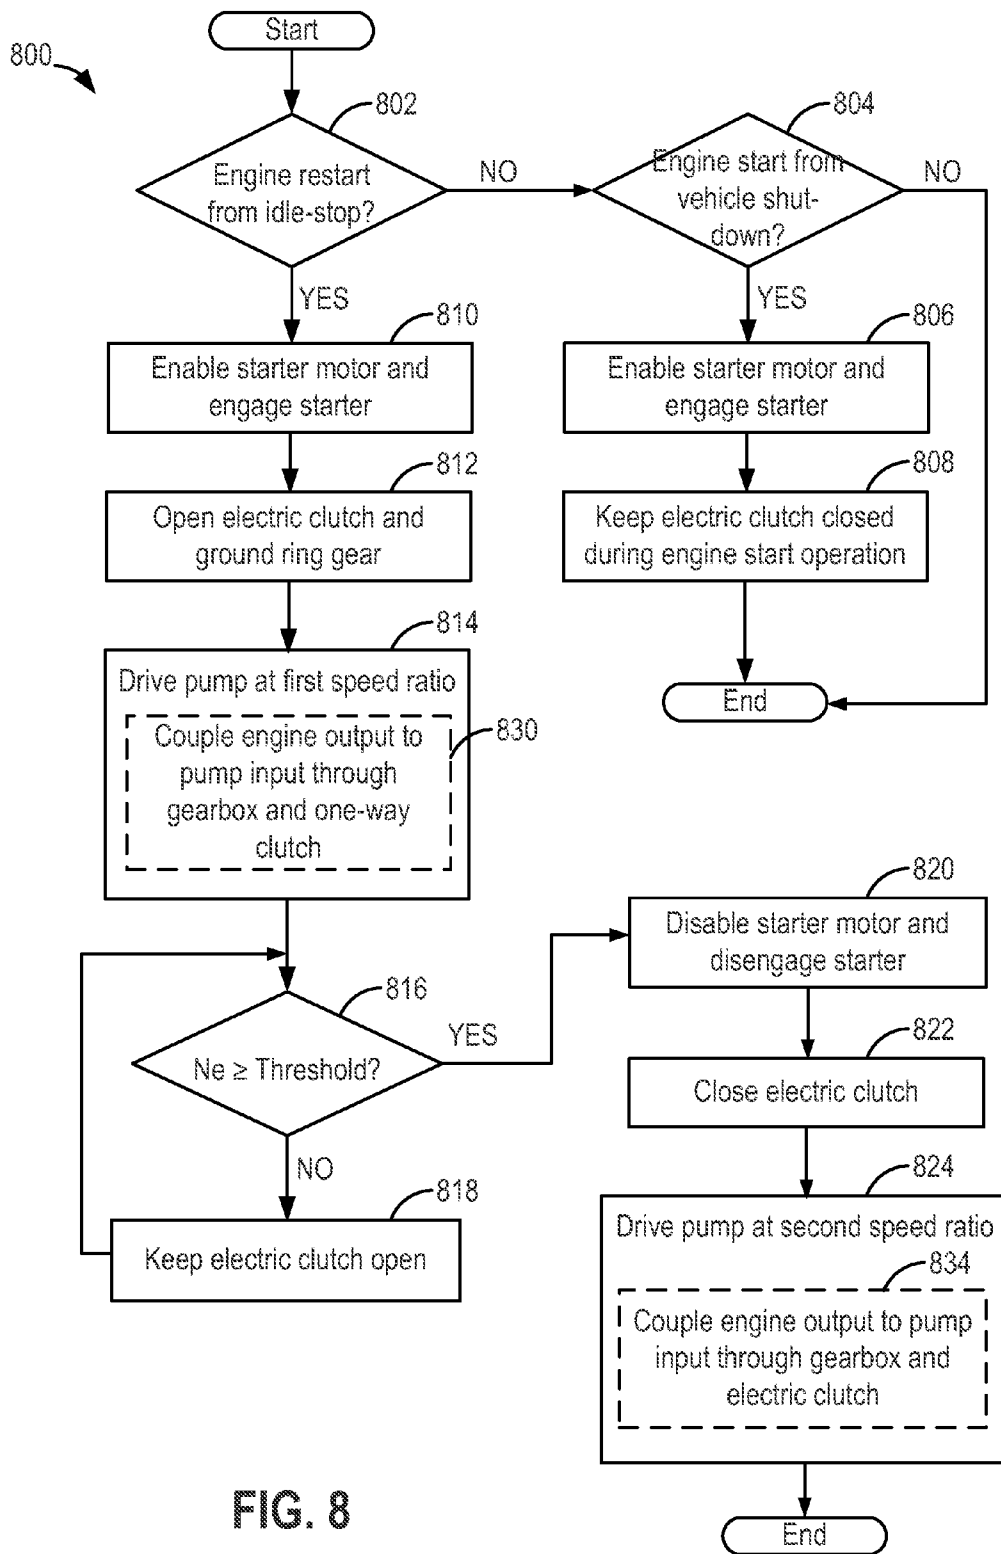 Start
800
802
Engine restart
from idle-stop?
NO
804
Engine start from
vehicle shut-
down?
NO
YES
810
Enable starter motor and
engage starter
YES
806
Enable starter motor and
engage starter
812
Open electric clutch and
ground ring gear
808
Keep electric clutch closed
during engine start operation
End
814
Drive pump at first speed ratio
830
Couple engine output to
pump input through
gearbox and one-way
clutch
816
Ne ≥ Threshold?
YES
NO
818
Keep electric clutch open
820
Disable starter motor and
disengage starter
822
Close electric clutch
824
Drive pump at second speed ratio
834
Couple engine output to pump
input through gearbox and
electric clutch
End
FIG. 8